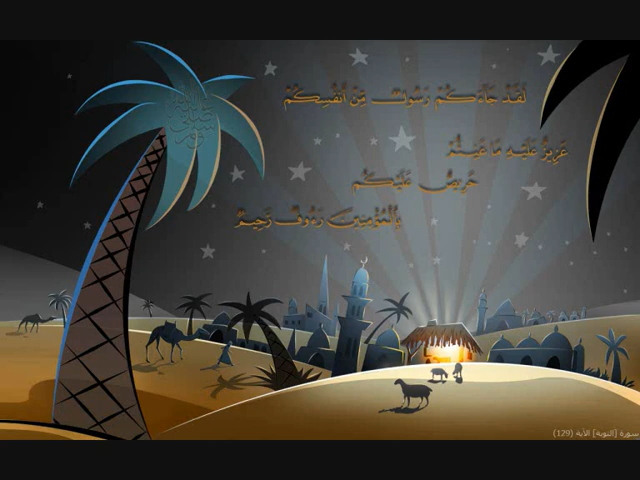 لَقَدْ جَاءَكُمْ رَسُولٌ مِنْ أَنْفُسِكُمْ
عَزِيزٌ عَلَيْهِ مَا عَنِتُّمْ
حَرِيصٌ عَلَيْكُمْ
بِالْمُؤْمِنِينَ رَءُوفٌ رَحِيمٌ
سورة [التوبة] الآية (129)